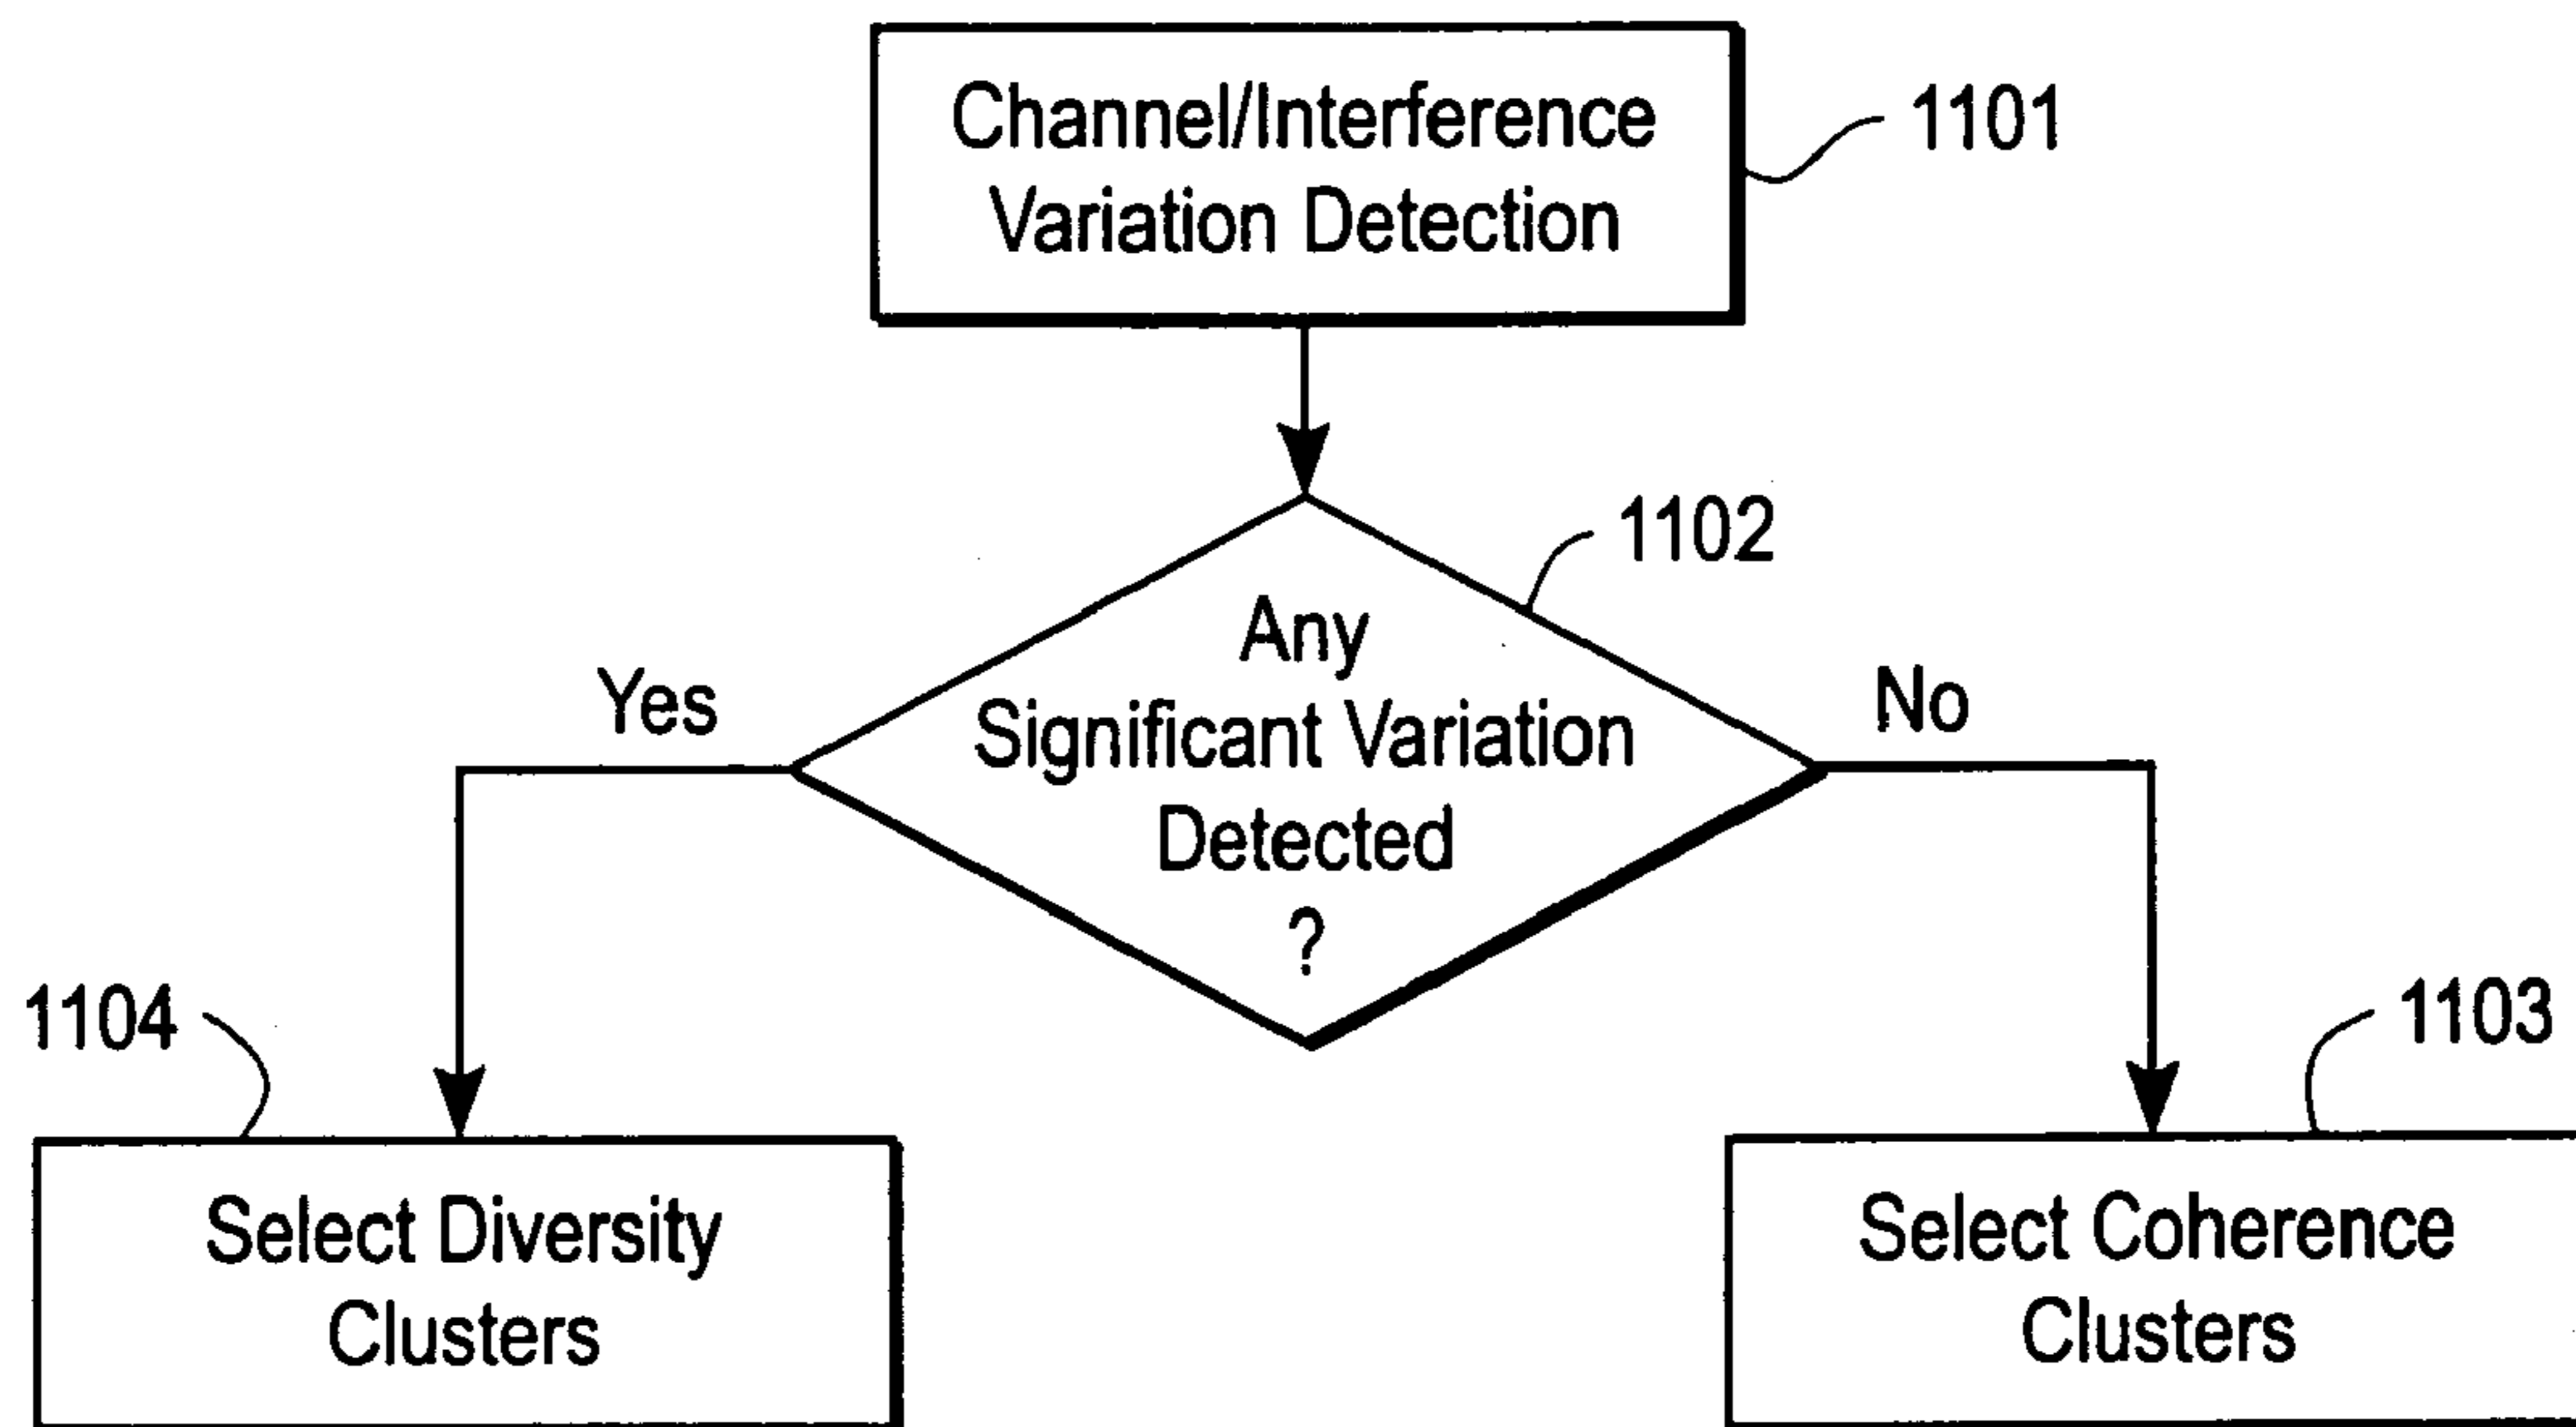 Channel/Interference
Variation Detection
1101
1102
Any
Significant Variation
Detected
?
Yes
No
1104
1103
Select Diversity
Clusters
Select Coherence
Clusters